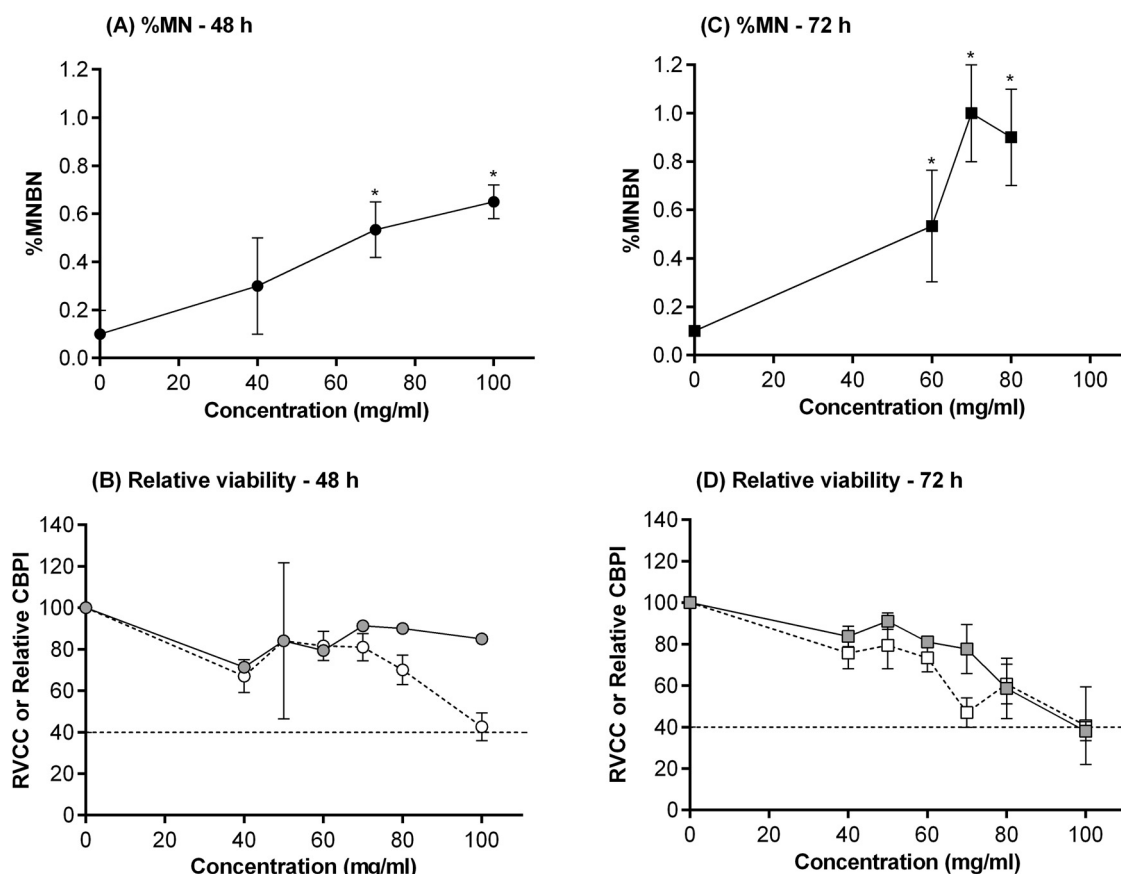 (A) %MN - 48 h
1.2
1.0
0.8
0.6
0.4
0.2
0.0
%MNBN
* *
0 20 40 60 80 100
Concentration (mg/ml)
(C) %MN - 72 h
1.2
1.0
0.8
0.6
0.4
0.2
0.0
%MNBN
* * *
0 20 40 60 80 100
Concentration (mg/ml)
(B) Relative viability - 48 h
140
120
100
80
60
40
20
0
RVCC or Relative CBPI
0 20 40 60 80 100
Concentration (mg/ml)
(D) Relative viability - 72 h
140
120
100
80
60
40
20
0
RVCC or Relative CBPI
0 20 40 60 80 100
Concentration (mg/ml)